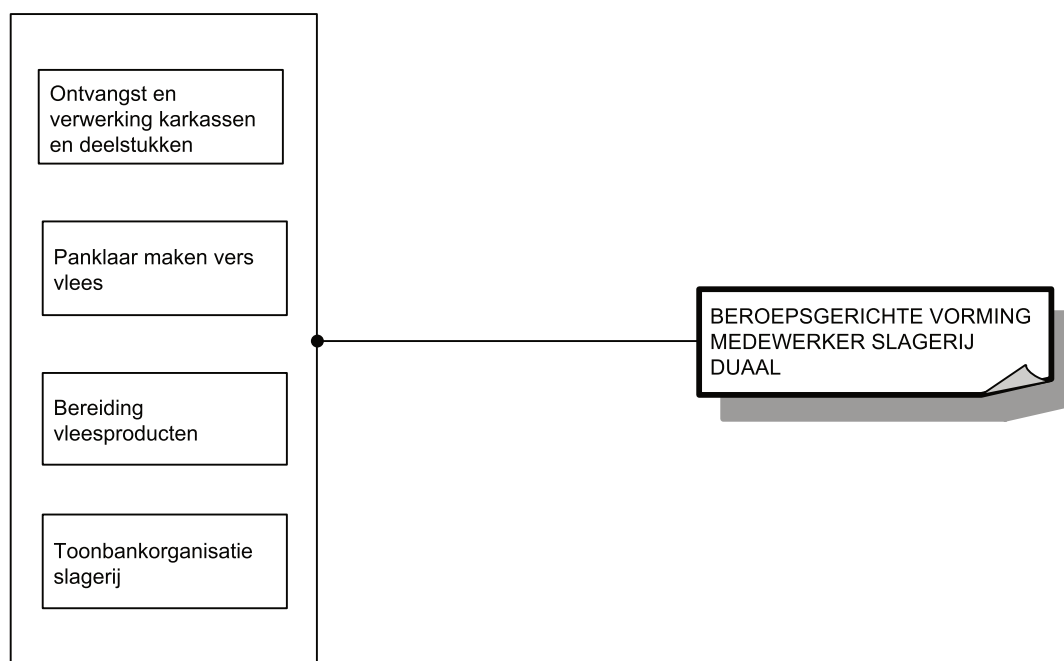 Ontvangst en
verwerking karkassen
en deelstukken
Panklaar maken vers
vlees
Bereiding
vleesproducten
Toonbankorganisatie
slagerij
BEROEPSGERICHTE VORMING
MEDEWERKER SLAGERIJ
DUAAL